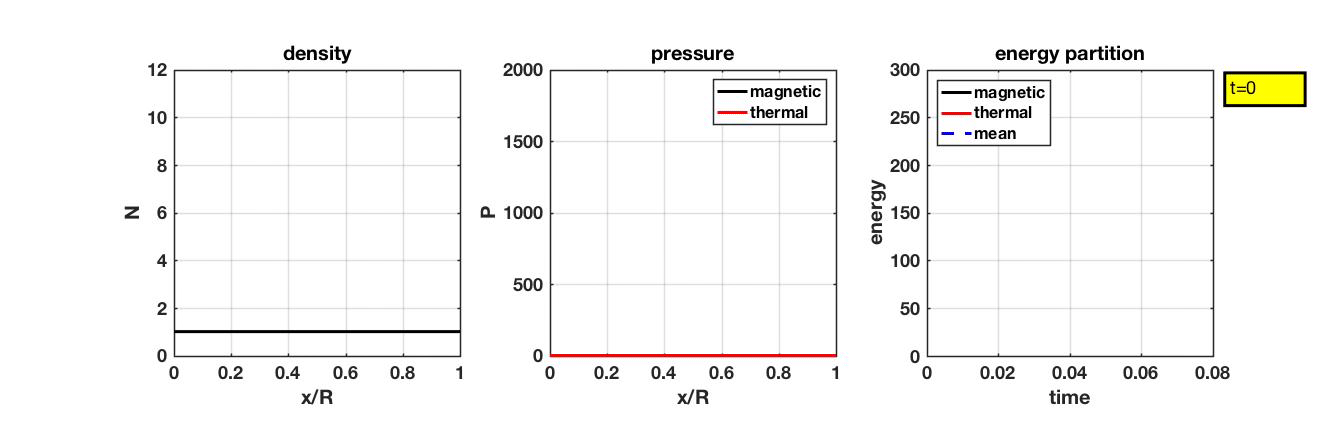 density
12
10
8
6
4
2
0
N
0 0.2 0.4 0.6 0.8 1
x/R
pressure
2000
1500
1000
500
0
P
magnetic
thermal
0 0.2 0.4 0.6 0.8 1
x/R
energy partition
300
250
200
150
100
50
0
energy
magnetic
thermal
mean
0 0.02 0.04 0.06 0.08
time
t=0